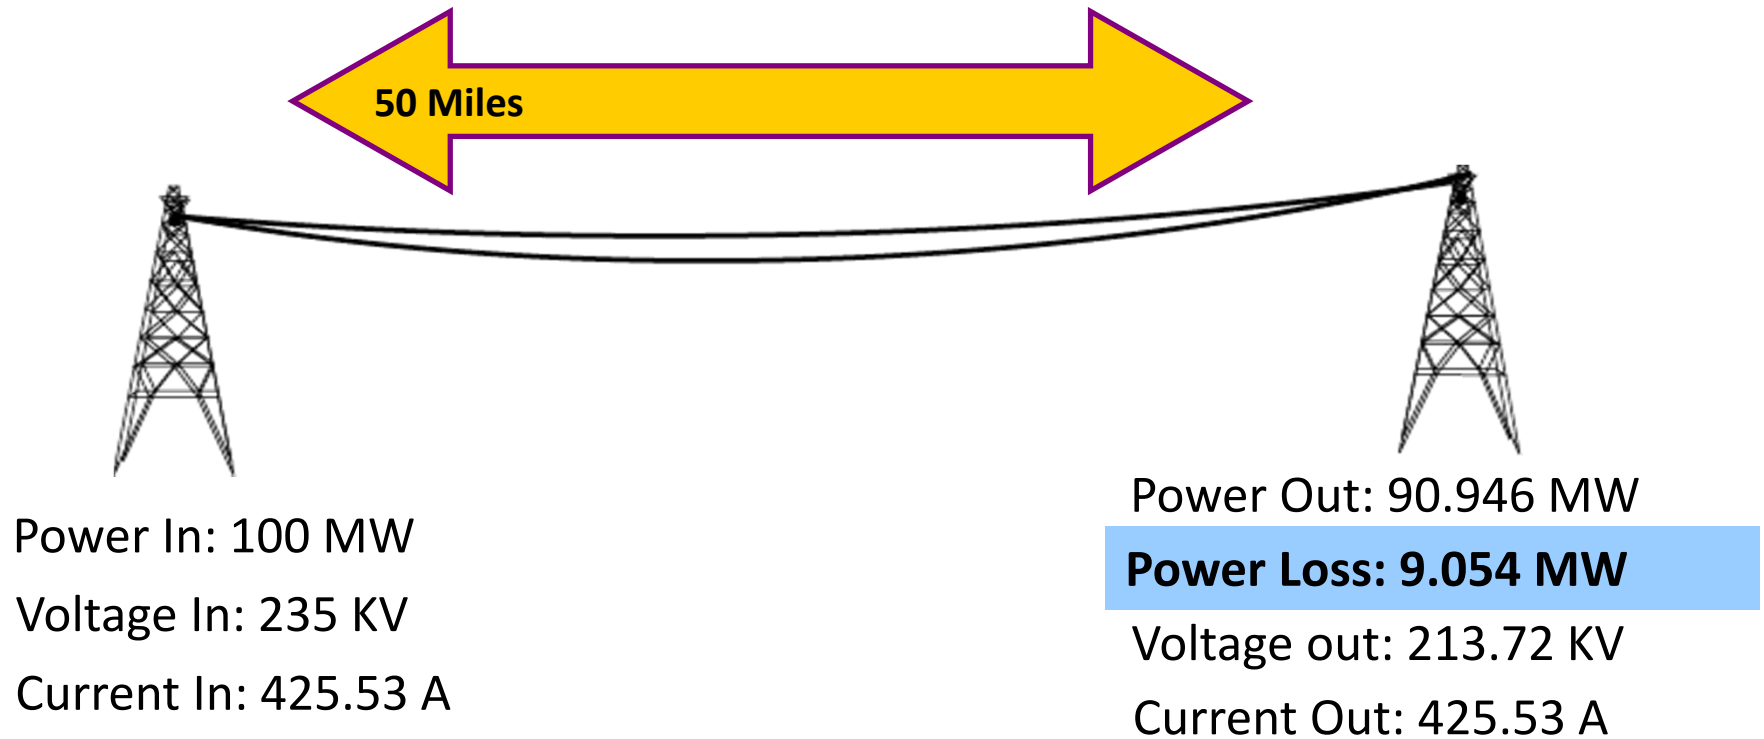 50 Miles
Power In: 100 MW
Voltage In: 235 KV
Current In: 425.53 A
Power Out: 90.946 MW
Power Loss: 9.054 MW
Voltage out: 213.72 KV
Current Out: 425.53 A